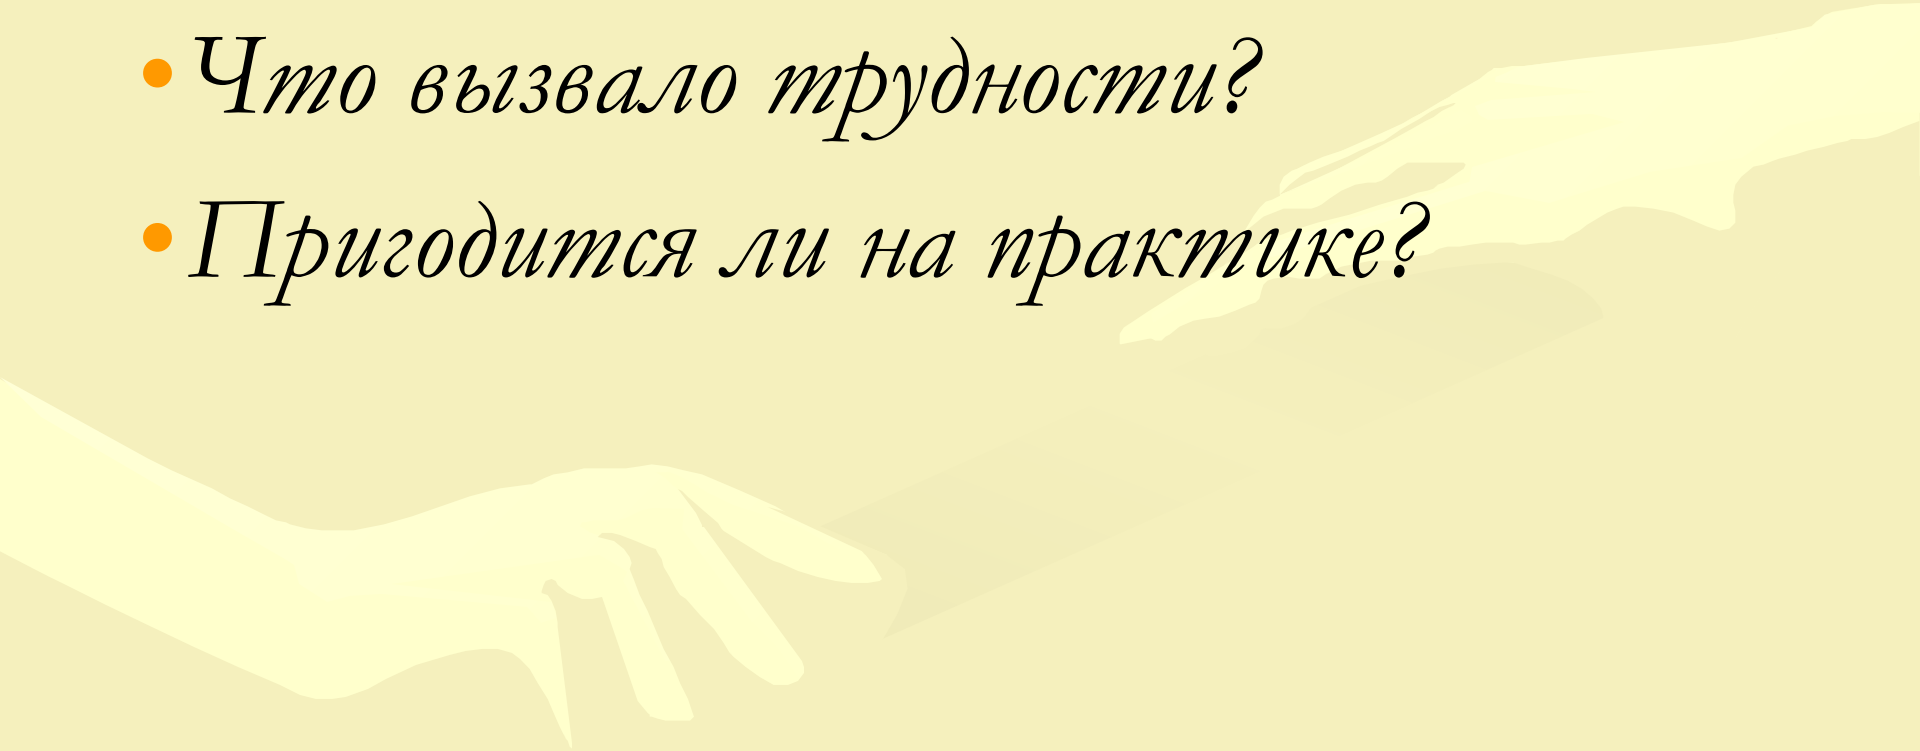 • Что вызвало трудности?
• Пригодится ли на практике?